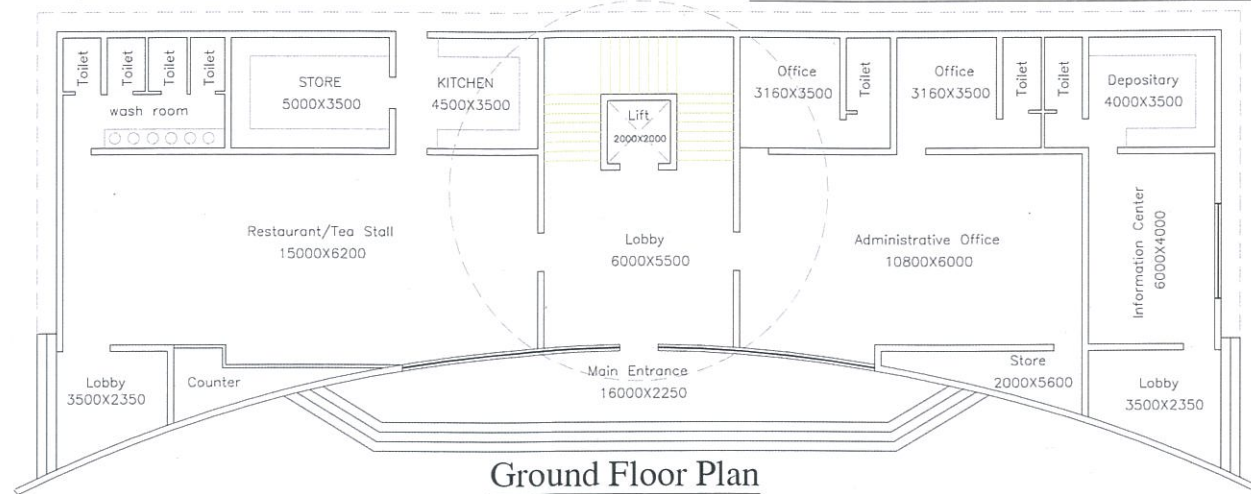 Toilet
Toilet
Toilet
Toilet
wash room
STORE
5000X3500
KITCHEN
4500X3500
Lift
2000X2000
Office
3160X3500
Toilet
Office
3160X3500
Toilet
Toilet
Depositary
4000X3500
Restaurant/Tea Stall
15000X6200
Lobby
6000X5500
Administrative Office
10800X6000
Information Center
6000X4000
Lobby
3500X2350
Counter
Main Entrance
16000X2250
Store
2000X5600
Lobby
3500X2350
Ground Floor Plan